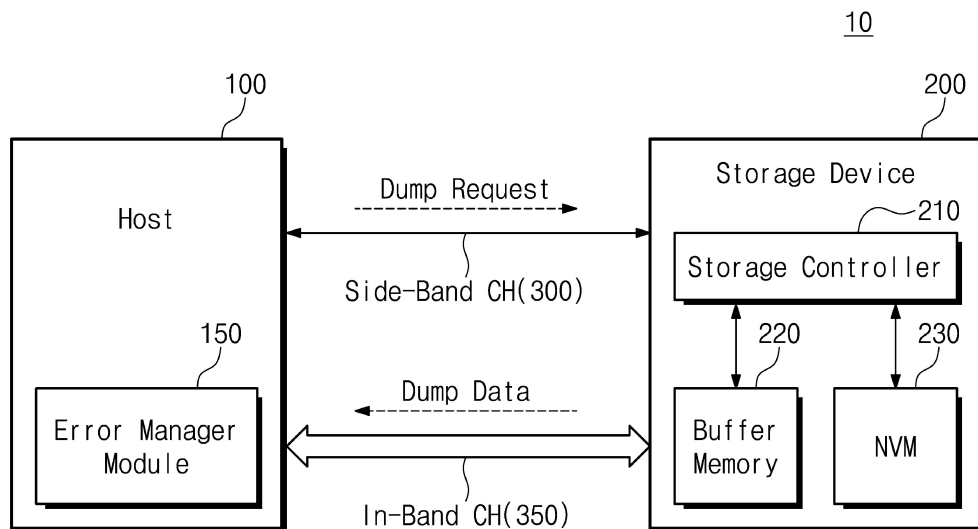 10
100
200
Dump Request
Storage Device
Host
210
Storage Controller
Side-Band CH(300)
150
220
230
Dump Data
Error Manager
Module
Buffer
Memory
NVM
In-Band CH(350)